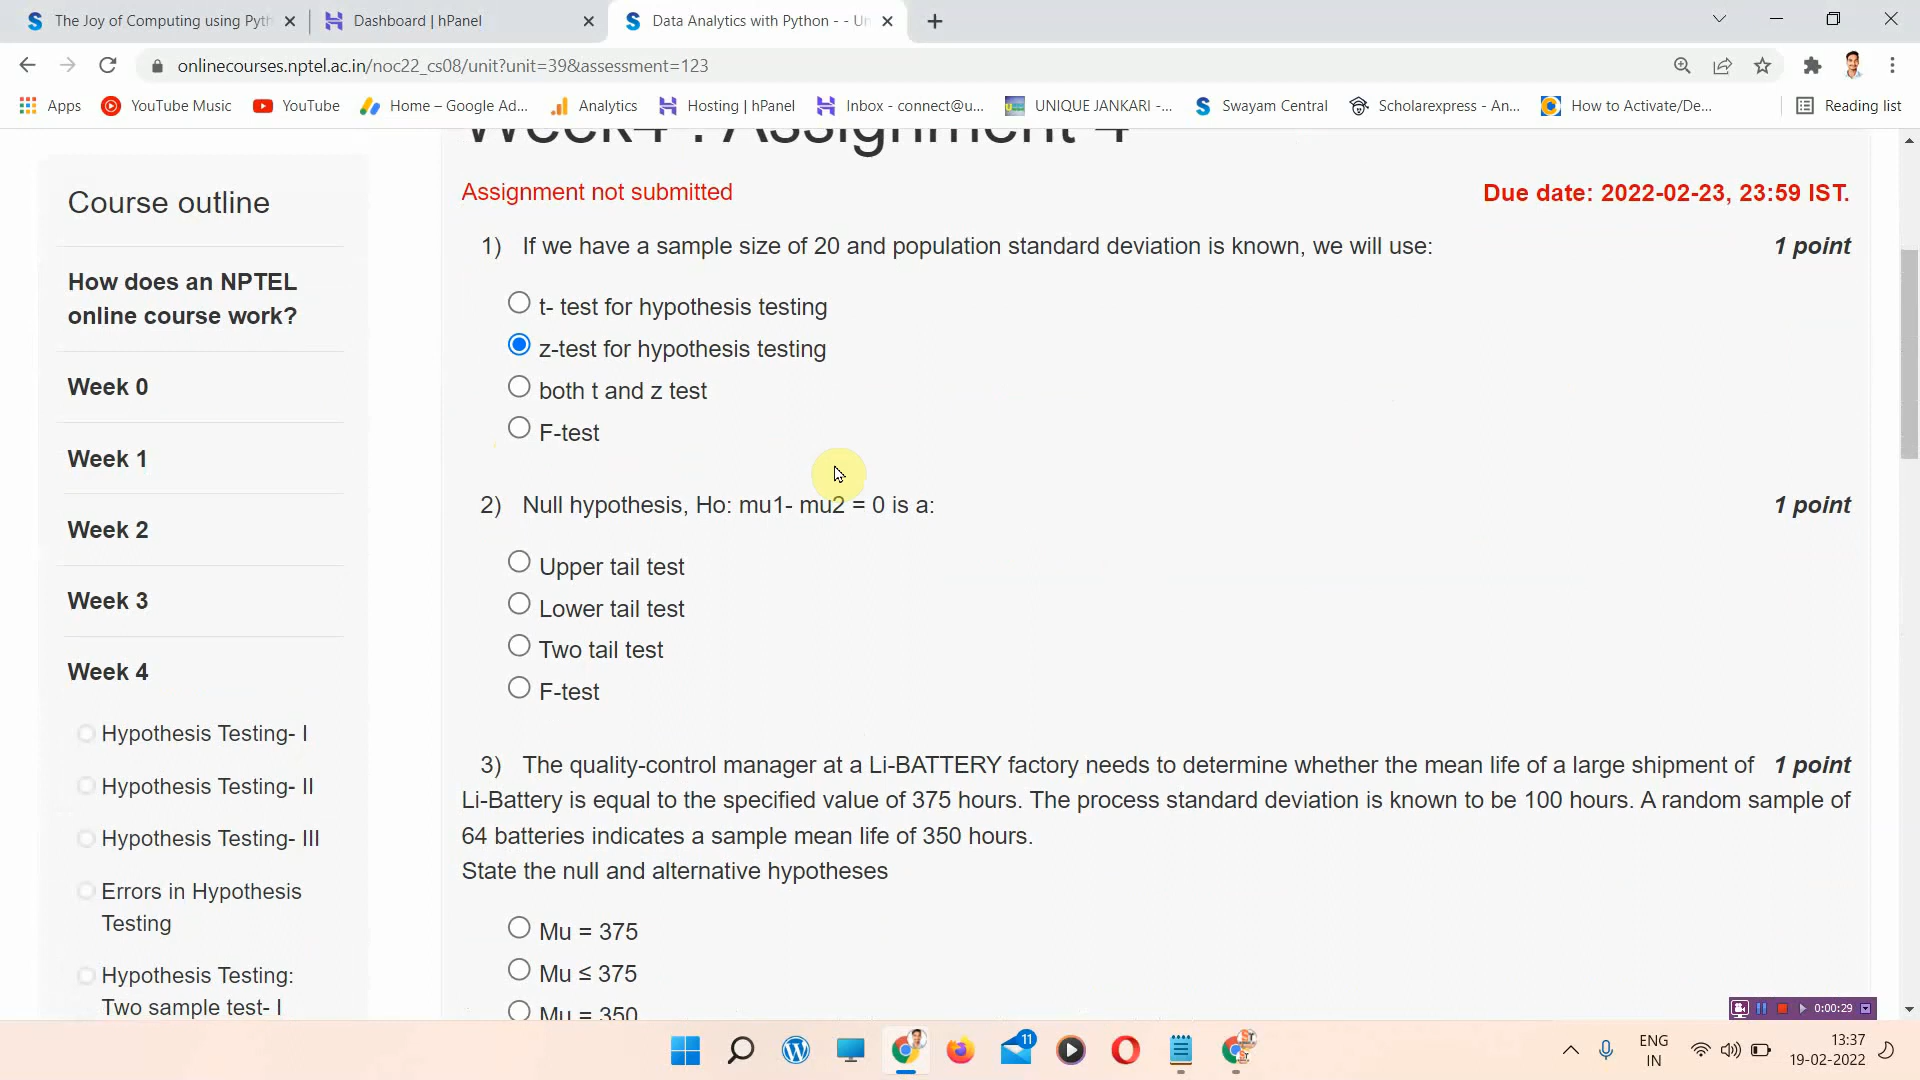 The Joy of Computing using Pyth
Dashboard | hPanel
Data Analytics with Python - - Un
onlinecourses.nptel.ac.in/noc22_cs08/unit?unit=39&assessment=123
Apps
YouTube Music
YouTube
Home – Google Ad...
Analytics
Hosting | hPanel
Inbox - connect@u...
UNIQUE JANKARI -...
Swayam Central
Scholarexpress - An...
How to Activate/De...
Reading list
Week4 : Assignment 4
Course outline
How does an NPTEL
online course work?
Week 0
Week 1
Week 2
Week 3
Week 4
Hypothesis Testing- I
Hypothesis Testing- II
Hypothesis Testing- III
Errors in Hypothesis
Testing
Hypothesis Testing:
Two sample test- I
Assignment not submitted
Due date: 2022-02-23, 23:59 IST.
1) If we have a sample size of 20 and population standard deviation is known, we will use: 1 point
t- test for hypothesis testing
z-test for hypothesis testing
both t and z test
F-test
2) Null hypothesis, Ho: mu1- mu2 = 0 is a: 1 point
Upper tail test
Lower tail test
Two tail test
F-test
3) The quality-control manager at a Li-BATTERY factory needs to determine whether the mean life of a large shipment of 1 point
Li-Battery is equal to the specified value of 375 hours. The process standard deviation is known to be 100 hours. A random sample of
64 batteries indicates a sample mean life of 350 hours.
State the null and alternative hypotheses
Mu = 375
Mu ≤ 375
Mu = 350
0:00:29
11
ENG
IN
13:37
19-02-2022